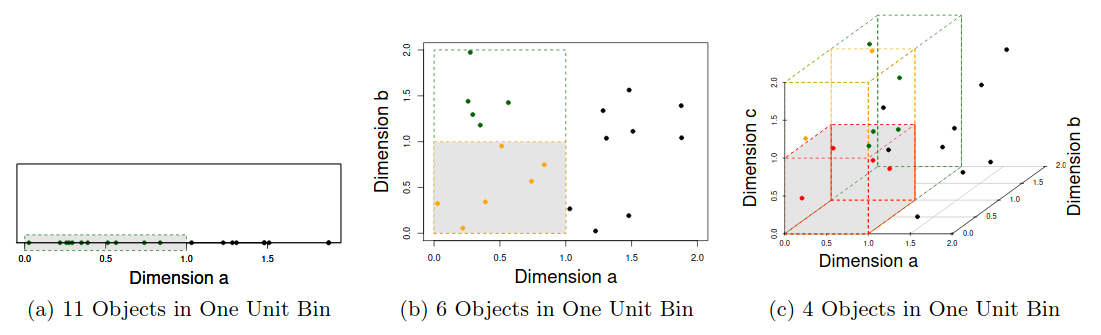 0.0 0.5 1.0 1.5
Dimension a
(a) 11 Objects in One Unit Bin
2.0
1.5
1.0
0.5
0.0
Dimension b
0.0 0.5 1.0 1.5 2.0
Dimension a
(b) 6 Objects in One Unit Bin
2.0
1.5
1.0
0.5
0.0
Dimension c
0.0 0.5 1.0 1.5 2.0
Dimension a
2.0
1.5
1.0
0.5
0.0
Dimension b
(c) 4 Objects in One Unit Bin